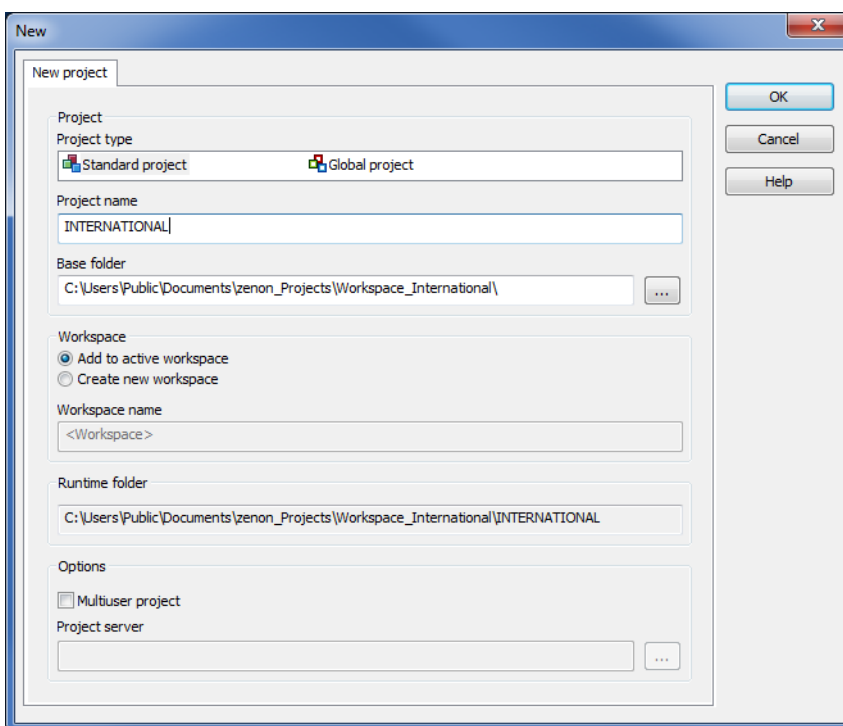 New
New project
OK
Project
Project type
Cancel
Standard project Global project
Help
Project name
INTERNATIONAL
Base folder
C:\Users\Public\Documents\zenon_Projects\Workspace_International\
...
Workspace
Add to active workspace
Create new workspace
Workspace name
<Workspace>
Runtime folder
C:\Users\Public\Documents\zenon_Projects\Workspace_International\INTERNATIONAL
Options
Multiuser project
Project server
...